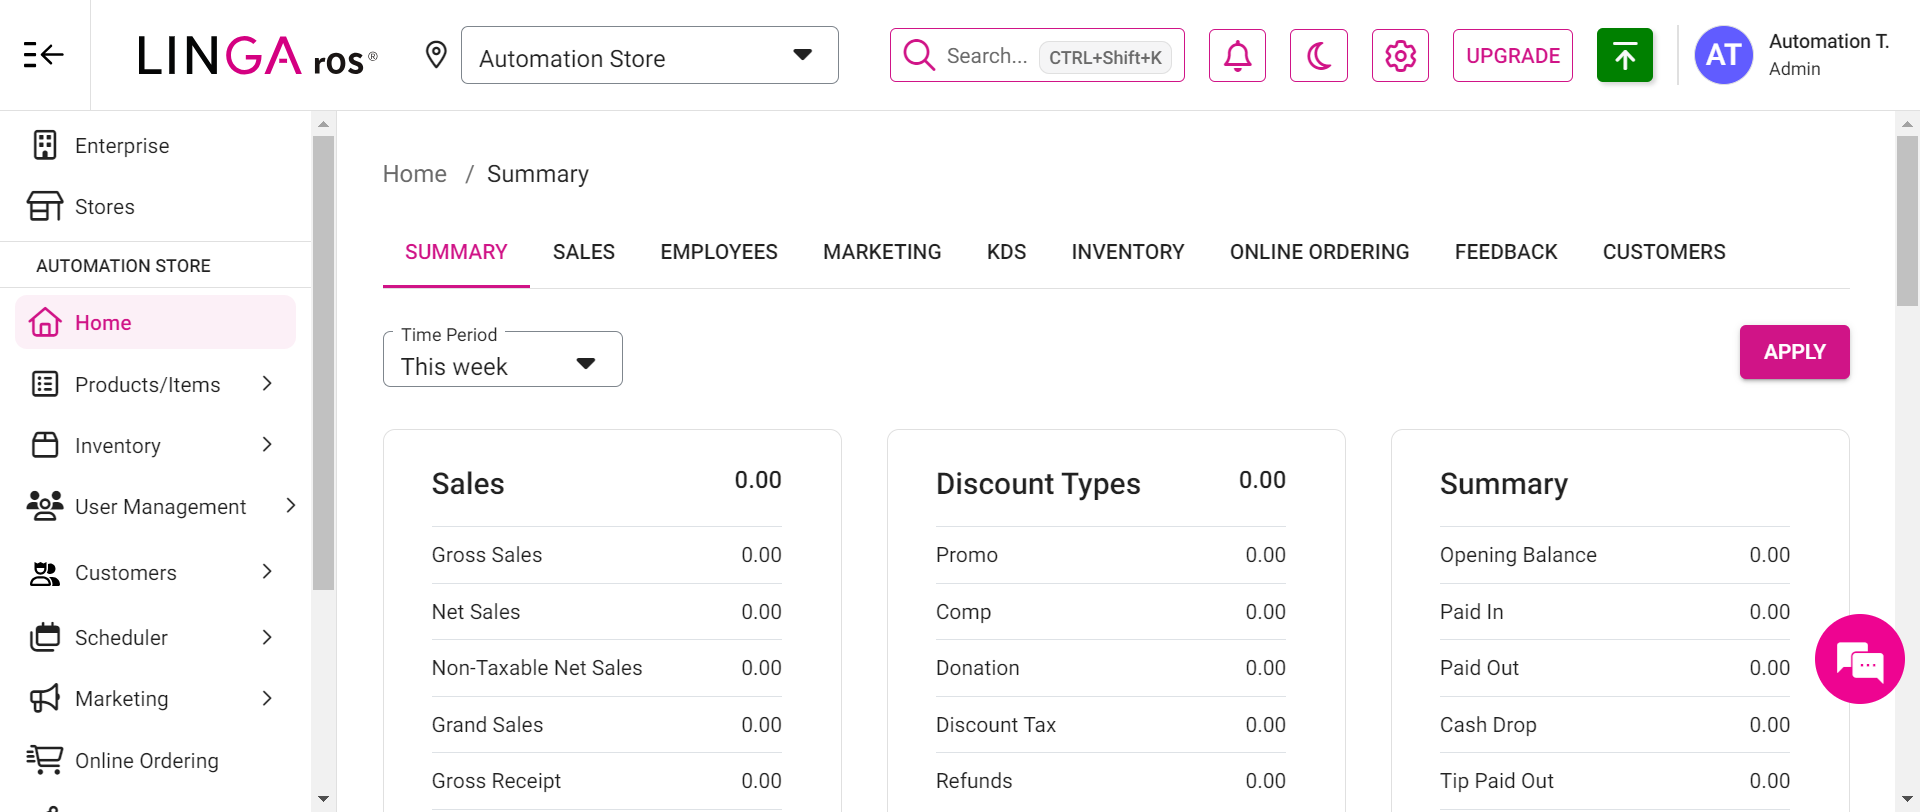 LINGA ros®
Automation Store
Search... CTRL+Shift+K
UPGRADE
AT
Automation T.
Admin
Enterprise
Stores
AUTOMATION STORE
Home
Products/Items
Inventory
User Management
Customers
Scheduler
Marketing
Online Ordering
Home / Summary
SUMMARY SALES EMPLOYEES MARKETING KDS INVENTORY ONLINE ORDERING FEEDBACK CUSTOMERS
Time Period
This week
APPLY
Sales 0.00
Gross Sales 0.00
Net Sales 0.00
Non-Taxable Net Sales 0.00
Grand Sales 0.00
Gross Receipt 0.00
Discount Types 0.00
Promo 0.00
Comp 0.00
Donation 0.00
Discount Tax 0.00
Refunds 0.00
Summary
Opening Balance 0.00
Paid In 0.00
Paid Out 0.00
Cash Drop 0.00
Tip Paid Out 0.00